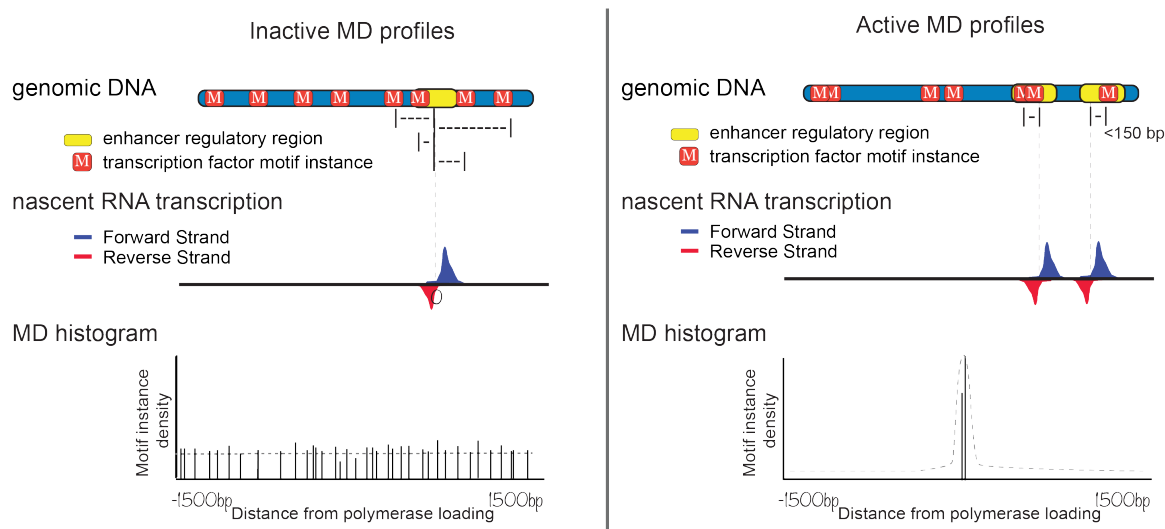 Inactive MD profiles
genomic DNA
M M M M M M M M
enhancer regulatory region
M transcription factor motif instance
nascent RNA transcription
Forward Strand
Reverse Strand
0
MD histogram
Motif instance
density
-1500bp
1500bp
Distance from polymerase loading
Active MD profiles
genomic DNA
M M M M M M M
<150 bp
enhancer regulatory region
M transcription factor motif instance
nascent RNA transcription
Forward Strand
Reverse Strand
MD histogram
Motif instance
density
-1500bp
1500bp
Distance from polymerase loading